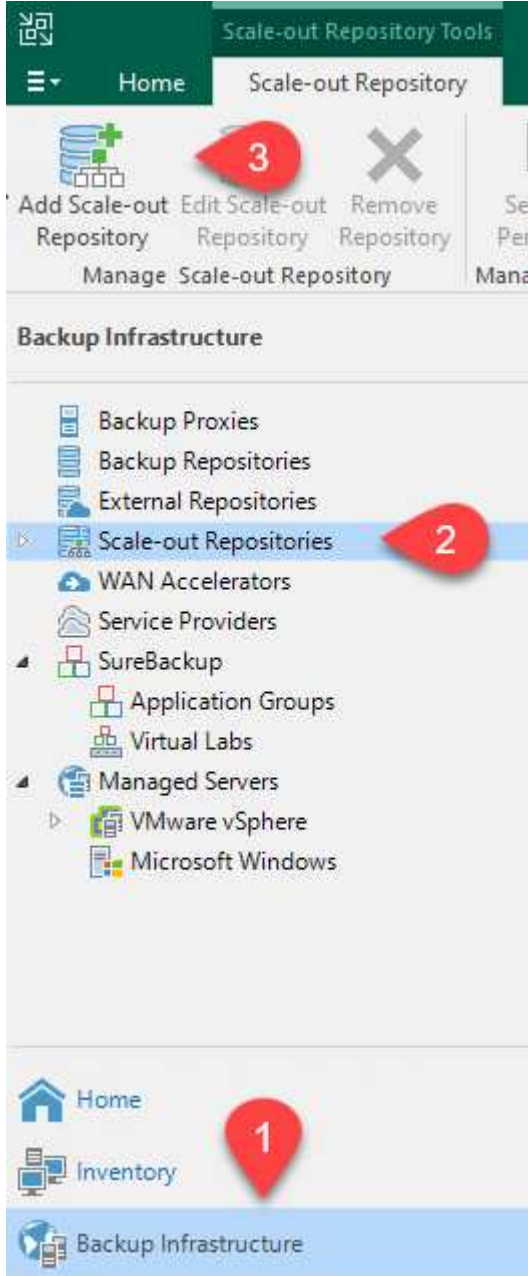 Scale-out Repository Tools
Home Scale-out Repository
3
Add Scale-out Edit Scale-out Remove
Repository Repository Repository
Manage Scale-out Repository
Backup Infrastructure
Backup Proxies
Backup Repositories
External Repositories
Scale-out Repositories 2
WAN Accelerators
Service Providers
SureBackup
Application Groups
Virtual Labs
Managed Servers
VMware vSphere
Microsoft Windows
Home
1
Inventory
Backup Infrastructure